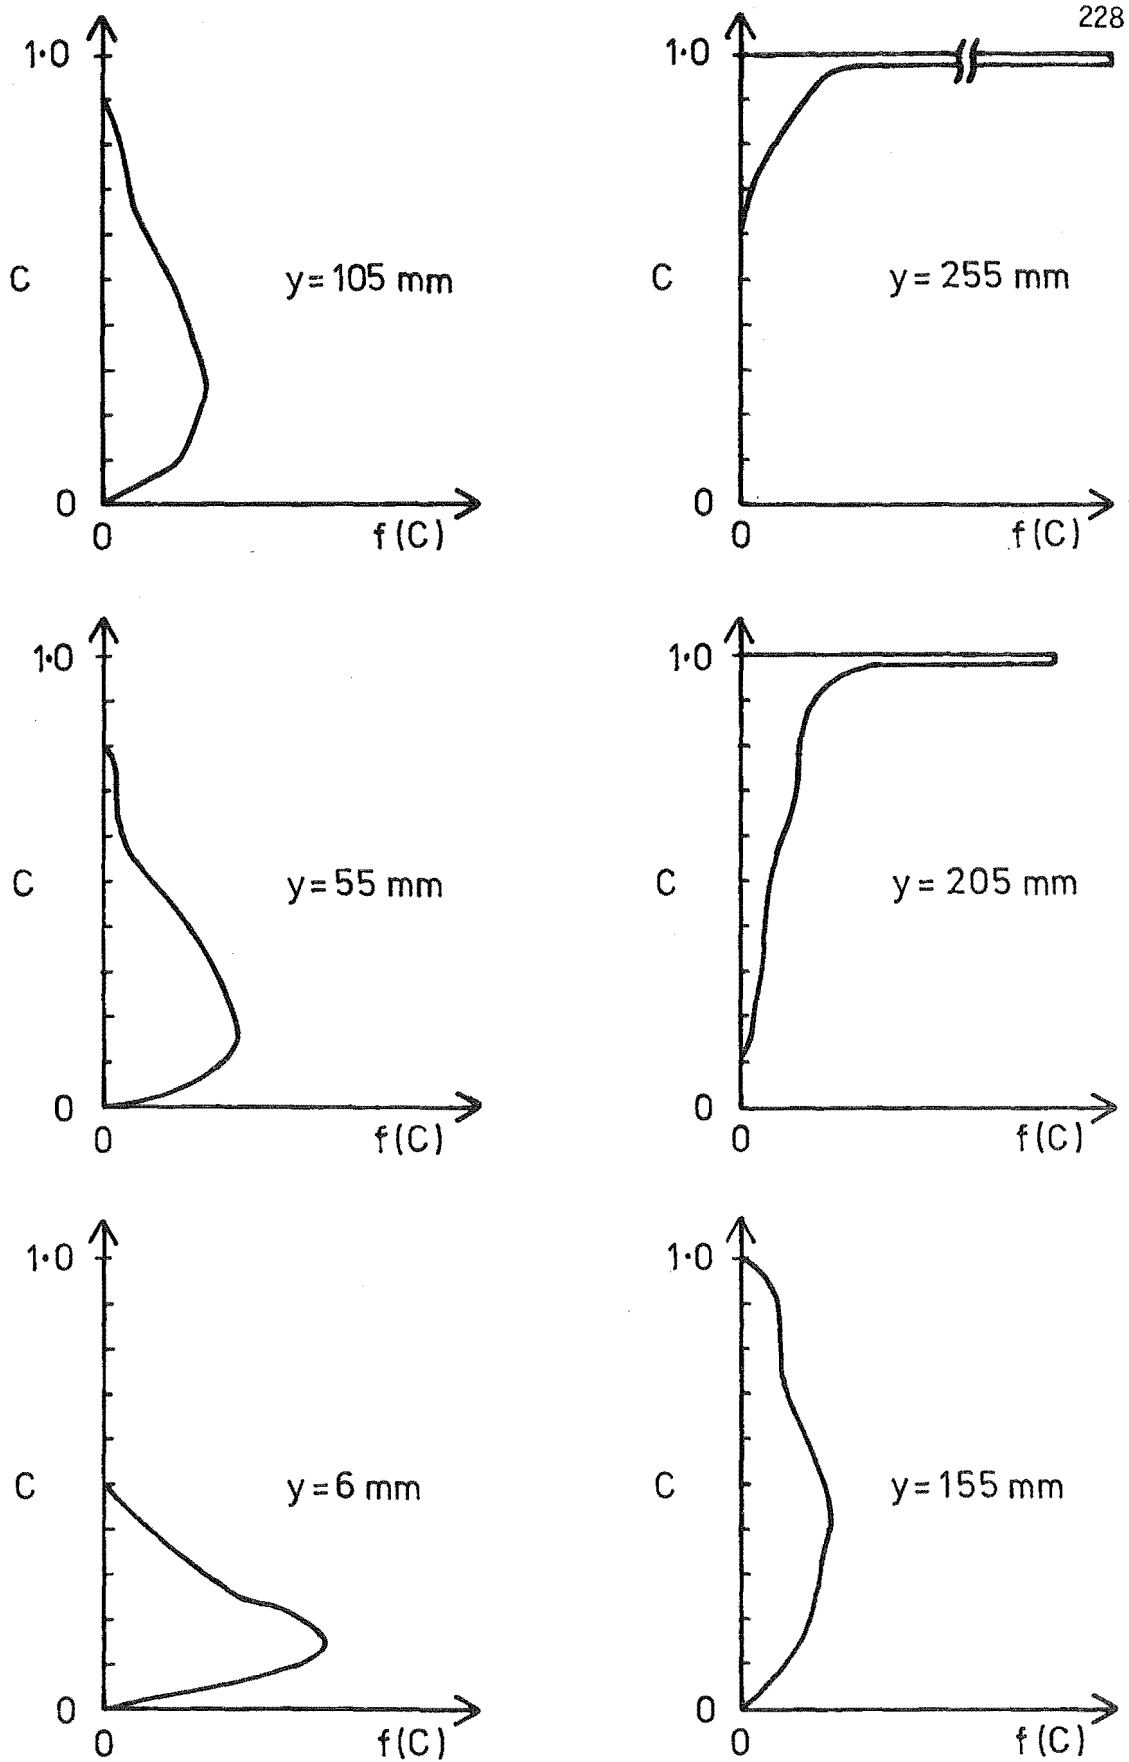 228
1·0
C
y = 105 mm
0
0
f(C)
1·0
C
y = 255 mm
0
0
f(C)
1·0
C
y = 55 mm
0
0
f(C)
1·0
C
y = 205 mm
0
0
f(C)
1·0
C
y = 6 mm
0
0
f(C)
1·0
C
y = 155 mm
0
0
f(C)